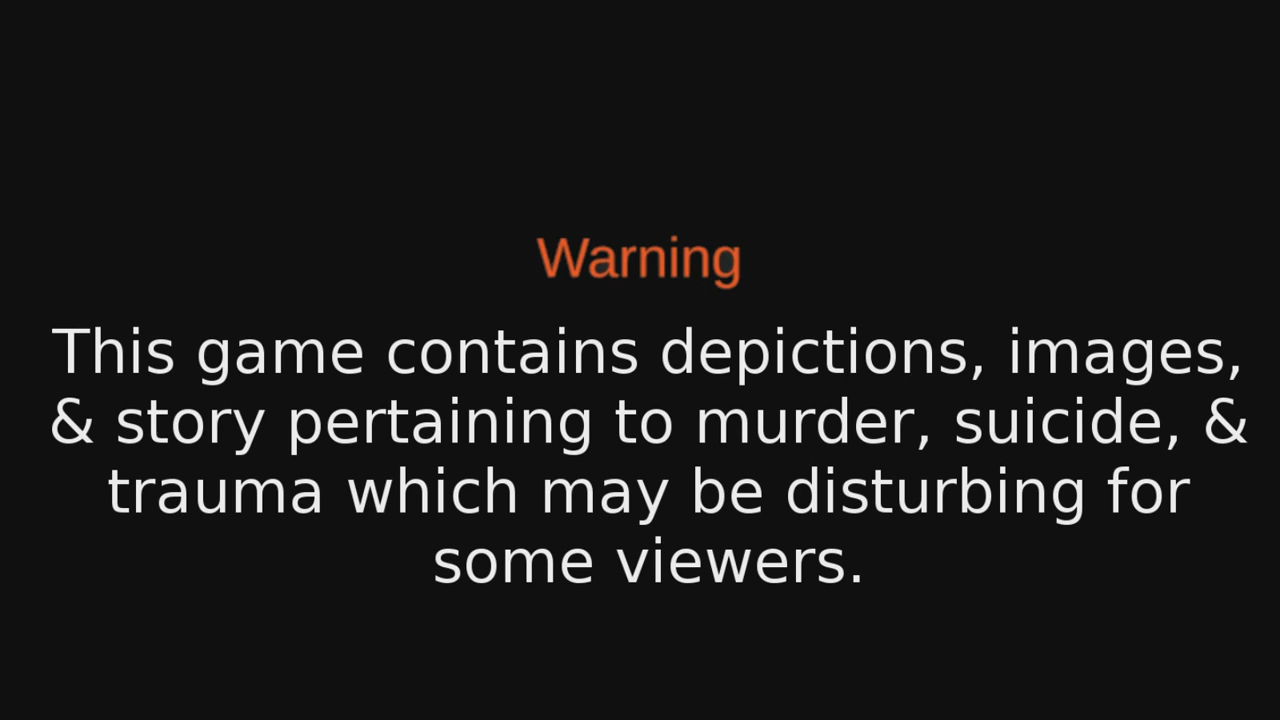 Warning
This game contains depictions, images,
& story pertaining to murder, suicide, &
trauma which may be disturbing for
some viewers.